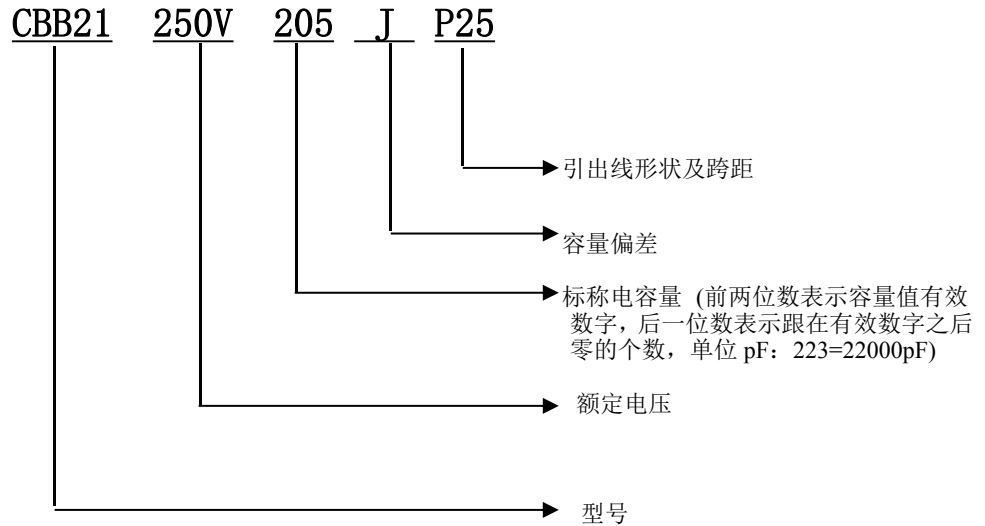 CBB21 250V 205 J P25
引出线形状及跨距
容量偏差
标称电容量 (前两位数表示容量值有效
数字，后一位数表示跟在有效数字之后
零的个数，单位 pF：223=22000pF)
额定电压
型号